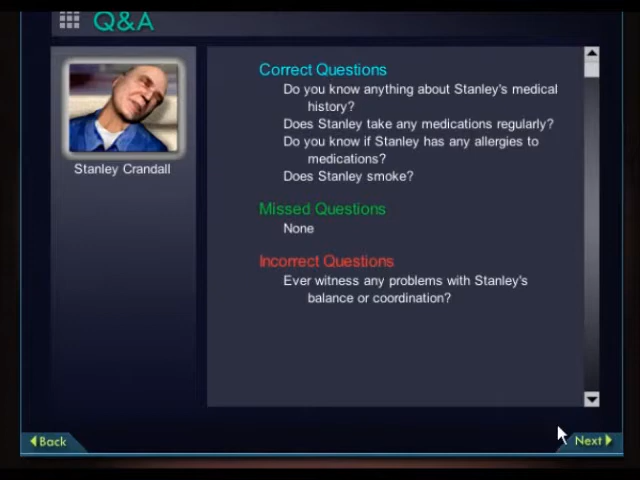 Q&A
Stanley Crandall
Correct Questions
Do you know anything about Stanley's medical
history?
Does Stanley take any medications regularly?
Do you know if Stanley has any allergies to
medications?
Does Stanley smoke?
Missed Questions
None
Incorrect Questions
Ever witness any problems with Stanley's
balance or coordination?
Back
Next